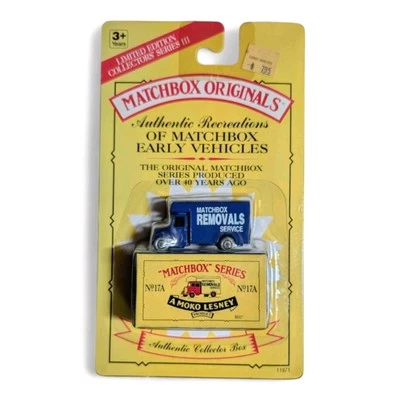 3+
Years
LIMITED EDITION
COLLECTORS' SERIES III
MATCHBOX ORIGINALS
Authentic Recreations
OF MATCHBOX
EARLY VEHICLES
THE ORIGINAL MATCHBOX
SERIES PRODUCED
OVER 40 YEARS AGO
MATCHBOX
REMOVALS
SERVICE
"MATCHBOX" SERIES
Nº17A
Nº17A
A MOKO LESNEY
Authentic Collector Box